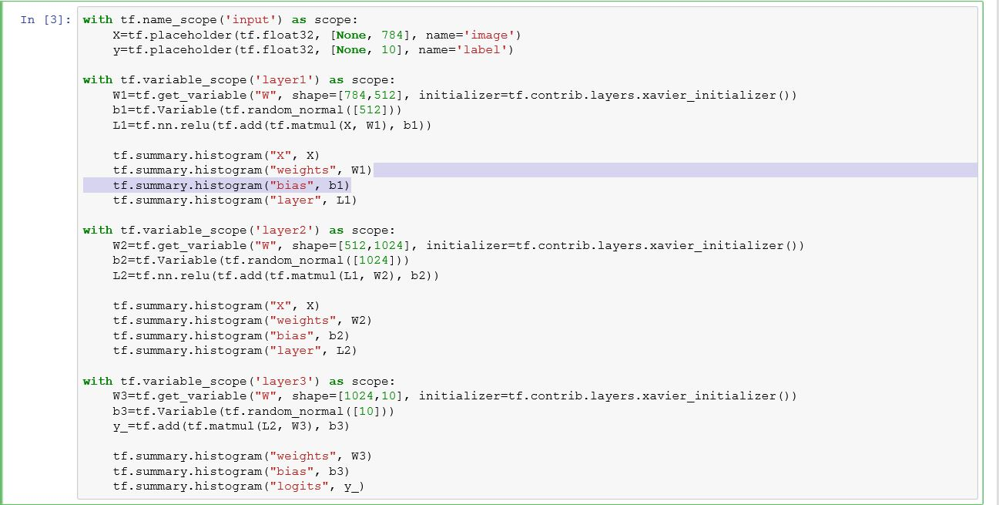 In [3]: with tf.name_scope('input') as scope:
    X=tf.placeholder(tf.float32, [None, 784], name='image')
    y=tf.placeholder(tf.float32, [None, 10], name='label')

with tf.variable_scope('layer1') as scope:
    W1=tf.get_variable("W", shape=[784,512], initializer=tf.contrib.layers.xavier_initializer())
    b1=tf.Variable(tf.random_normal([512]))
    L1=tf.nn.relu(tf.add(tf.matmul(X, W1), b1))

    tf.summary.histogram("X", X)
    tf.summary.histogram("weights", W1)
    tf.summary.histogram("bias", b1)
    tf.summary.histogram("layer", L1)

with tf.variable_scope('layer2') as scope:
    W2=tf.get_variable("W", shape=[512,1024], initializer=tf.contrib.layers.xavier_initializer())
    b2=tf.Variable(tf.random_normal([1024]))
    L2=tf.nn.relu(tf.add(tf.matmul(L1, W2), b2))

    tf.summary.histogram("X", X)
    tf.summary.histogram("weights", W2)
    tf.summary.histogram("bias", b2)
    tf.summary.histogram("layer", L2)

with tf.variable_scope('layer3') as scope:
    W3=tf.get_variable("W", shape=[1024,10], initializer=tf.contrib.layers.xavier_initializer())
    b3=tf.Variable(tf.random_normal([10]))
    y_=tf.add(tf.matmul(L2, W3), b3)

    tf.summary.histogram("weights", W3)
    tf.summary.histogram("bias", b3)
    tf.summary.histogram("logits", y_)